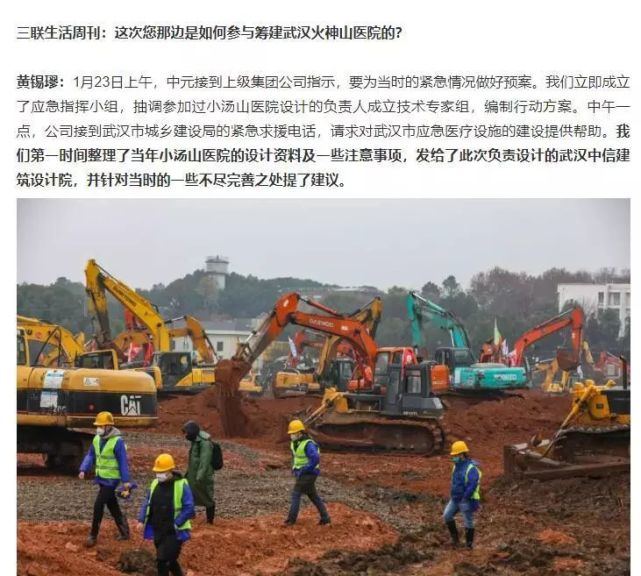 三联生活周刊：这次您那边是如何参与筹建武汉火神山医院的?
黄锡璆：1月23日上午，中元接到上级集团公司指示，要为当时的紧急情况做好预案。我们立即成立
了应急指挥小组，抽调参加过小汤山医院设计的负责人成立技术专家组，编制行动方案。中午一
点，公司接到武汉市城乡建设局的紧急求援电话，请求对武汉市应急医疗设施的建设提供帮助。我
们第一时间整理了当年小汤山医院的设计资料及一些注意事项，发给了此次负责设计的武汉中信建
筑设计院，并针对当时的一些不尽完善之处提了建议。
DAEWOO
CAT